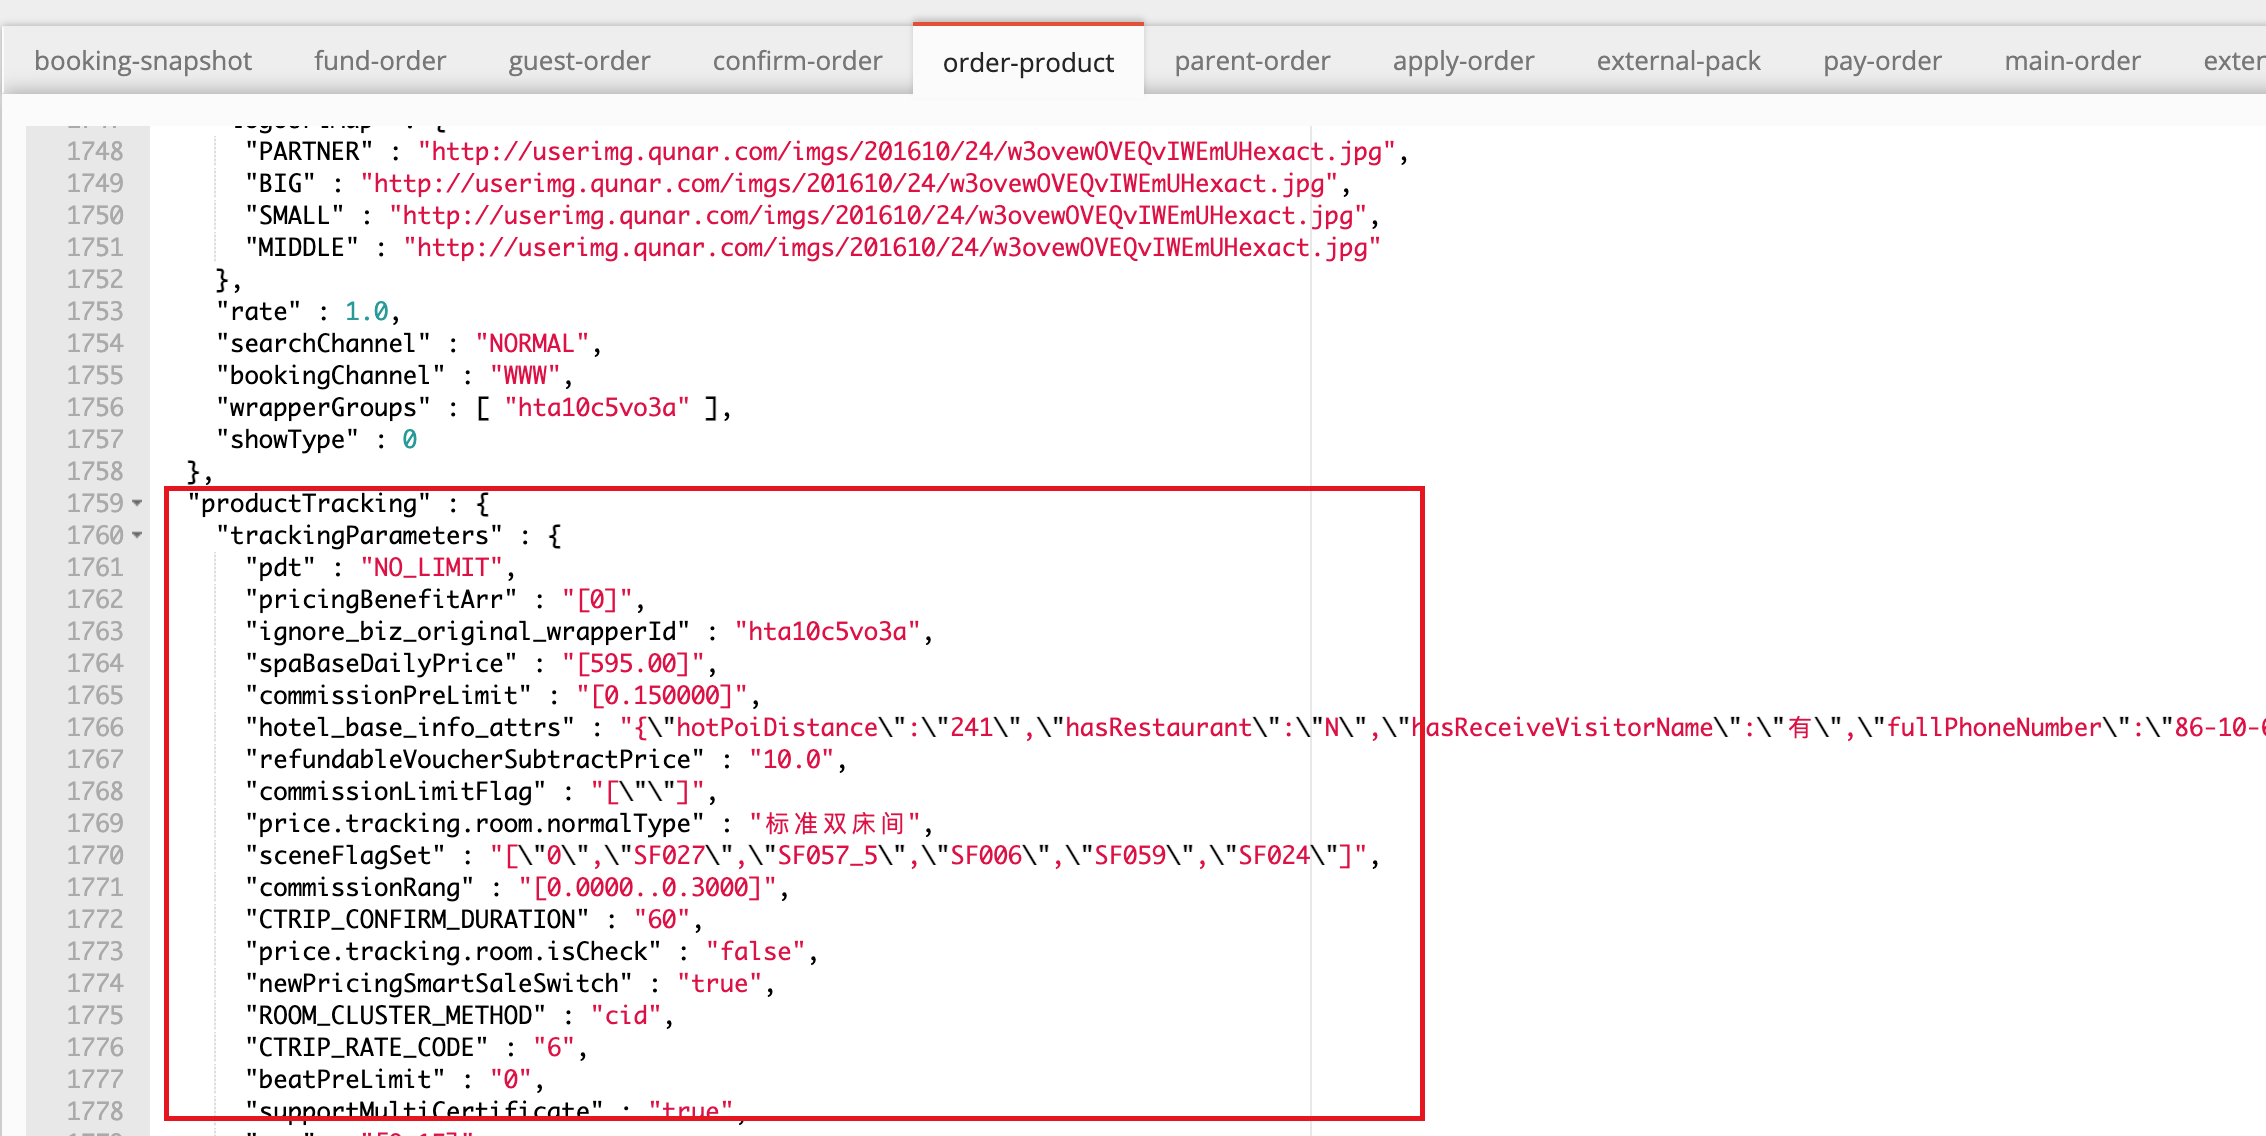 booking-snapshot fund-order guest-order confirm-order order-product parent-order apply-order external-pack pay-order main-order exter
1748 "PARTNER" : "http://userimg.qunar.com/imgs/201610/24/w3ovewOVEQvIWEmUHexact.jpg",
1749 "BIG" : "http://userimg.qunar.com/imgs/201610/24/w3ovewOVEQvIWEmUHexact.jpg",
1750 "SMALL" : "http://userimg.qunar.com/imgs/201610/24/w3ovewOVEQvIWEmUHexact.jpg",
1751 "MIDDLE" : "http://userimg.qunar.com/imgs/201610/24/w3ovewOVEQvIWEmUHexact.jpg"
1752 },
1753 "rate" : 1.0,
1754 "searchChannel" : "NORMAL",
1755 "bookingChannel" : "WWW",
1756 "wrapperGroups" : [ "hta10c5vo3a" ],
1757 "showType" : 0
1758 },
1759 "productTracking" : {
1760 "trackingParameters" : {
1761 "pdt" : "NO_LIMIT",
1762 "pricingBenefitArr" : "[0]",
1763 "ignore_biz_original_wrapperId" : "hta10c5vo3a",
1764 "spaBaseDailyPrice" : "[595.00]",
1765 "commissionPreLimit" : "[0.150000]",
1766 "hotel_base_info_attrs" : "{\"hotPoiDistance\":\"241\",\"hasRestaurant\":\"N\",\"hasReceiveVisitorName\":\"有\",\"fullPhoneNumber\":\"86-10-6
1767 "refundableVoucherSubtractPrice" : "10.0",
1768 "commissionLimitFlag" : "[\"\"]",
1769 "price.tracking.room.normalType" : "标准双床间",
1770 "sceneFlagSet" : "[\"0\",\"SF027\",\"SF057_5\",\"SF006\",\"SF059\",\"SF024\"]",
1771 "commissionRang" : "[0.0000..0.3000]",
1772 "CTRIP_CONFIRM_DURATION" : "60",
1773 "price.tracking.room.isCheck" : "false",
1774 "newPricingSmartSaleSwitch" : "true",
1775 "ROOM_CLUSTER_METHOD" : "cid",
1776 "CTRIP_RATE_CODE" : "6",
1777 "beatPreLimit" : "0",
1778 "supportMultiCertificate" : "true",